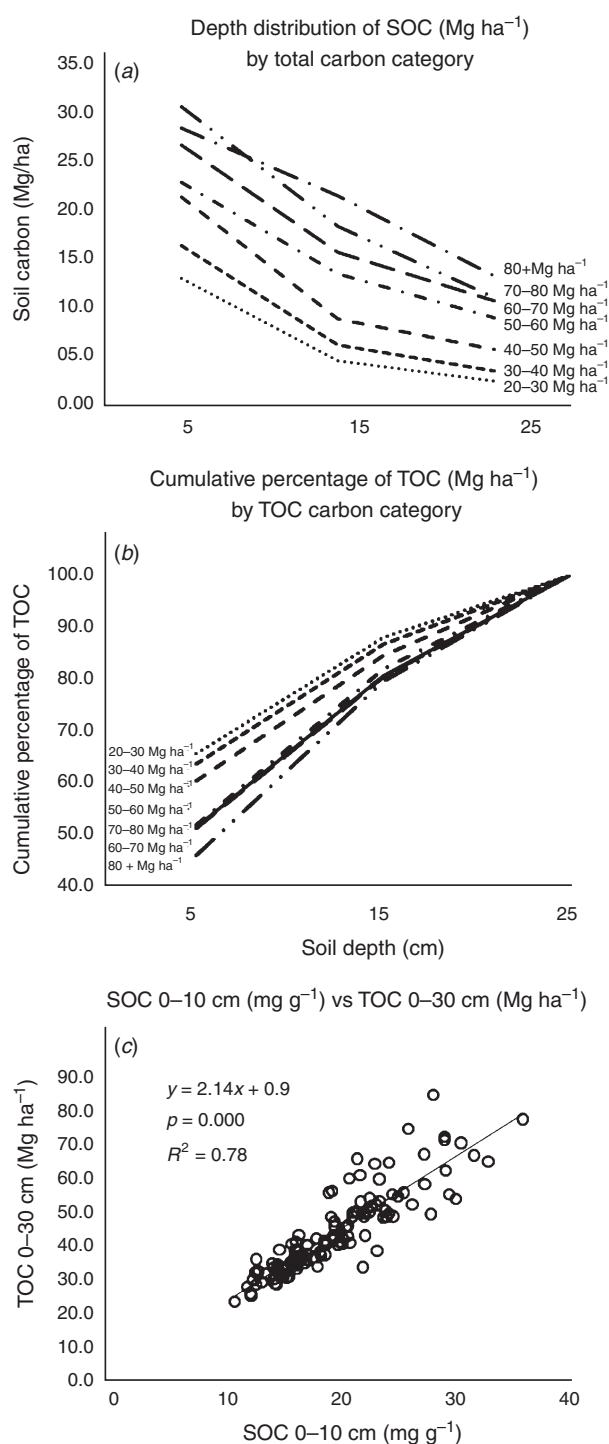 Depth distribution of SOC (Mg ha⁻¹)
by total carbon category
(a)
35.0
30.0
25.0
20.0
15.0
10.0
05.0
0.00
Soil carbon (Mg/ha)
80+Mg ha⁻¹
70–80 Mg ha⁻¹
60–70 Mg ha⁻¹
50–60 Mg ha⁻¹
40–50 Mg ha⁻¹
30–40 Mg ha⁻¹
20–30 Mg ha⁻¹
5 15 25
Cumulative percentage of TOC (Mg ha⁻¹)
by TOC carbon category
(b)
100.0
90.0
80.0
70.0
60.0
50.0
40.0
Cumulative percentage of TOC
20–30 Mg ha⁻¹
30–40 Mg ha⁻¹
40–50 Mg ha⁻¹
50–60 Mg ha⁻¹
70–80 Mg ha⁻¹
60–70 Mg ha⁻¹
80 + Mg ha⁻¹
5 15 25
Soil depth (cm)
SOC 0–10 cm (mg g⁻¹) vs TOC 0–30 cm (Mg ha⁻¹)
(c)
90.0
80.0
70.0
60.0
50.0
40.0
30.0
20.0
10.0
0.0
TOC 0–30 cm (Mg ha⁻¹)
y = 2.14x + 0.9
p = 0.000
R² = 0.78
0 10 20 30 40
SOC 0–10 cm (mg g⁻¹)